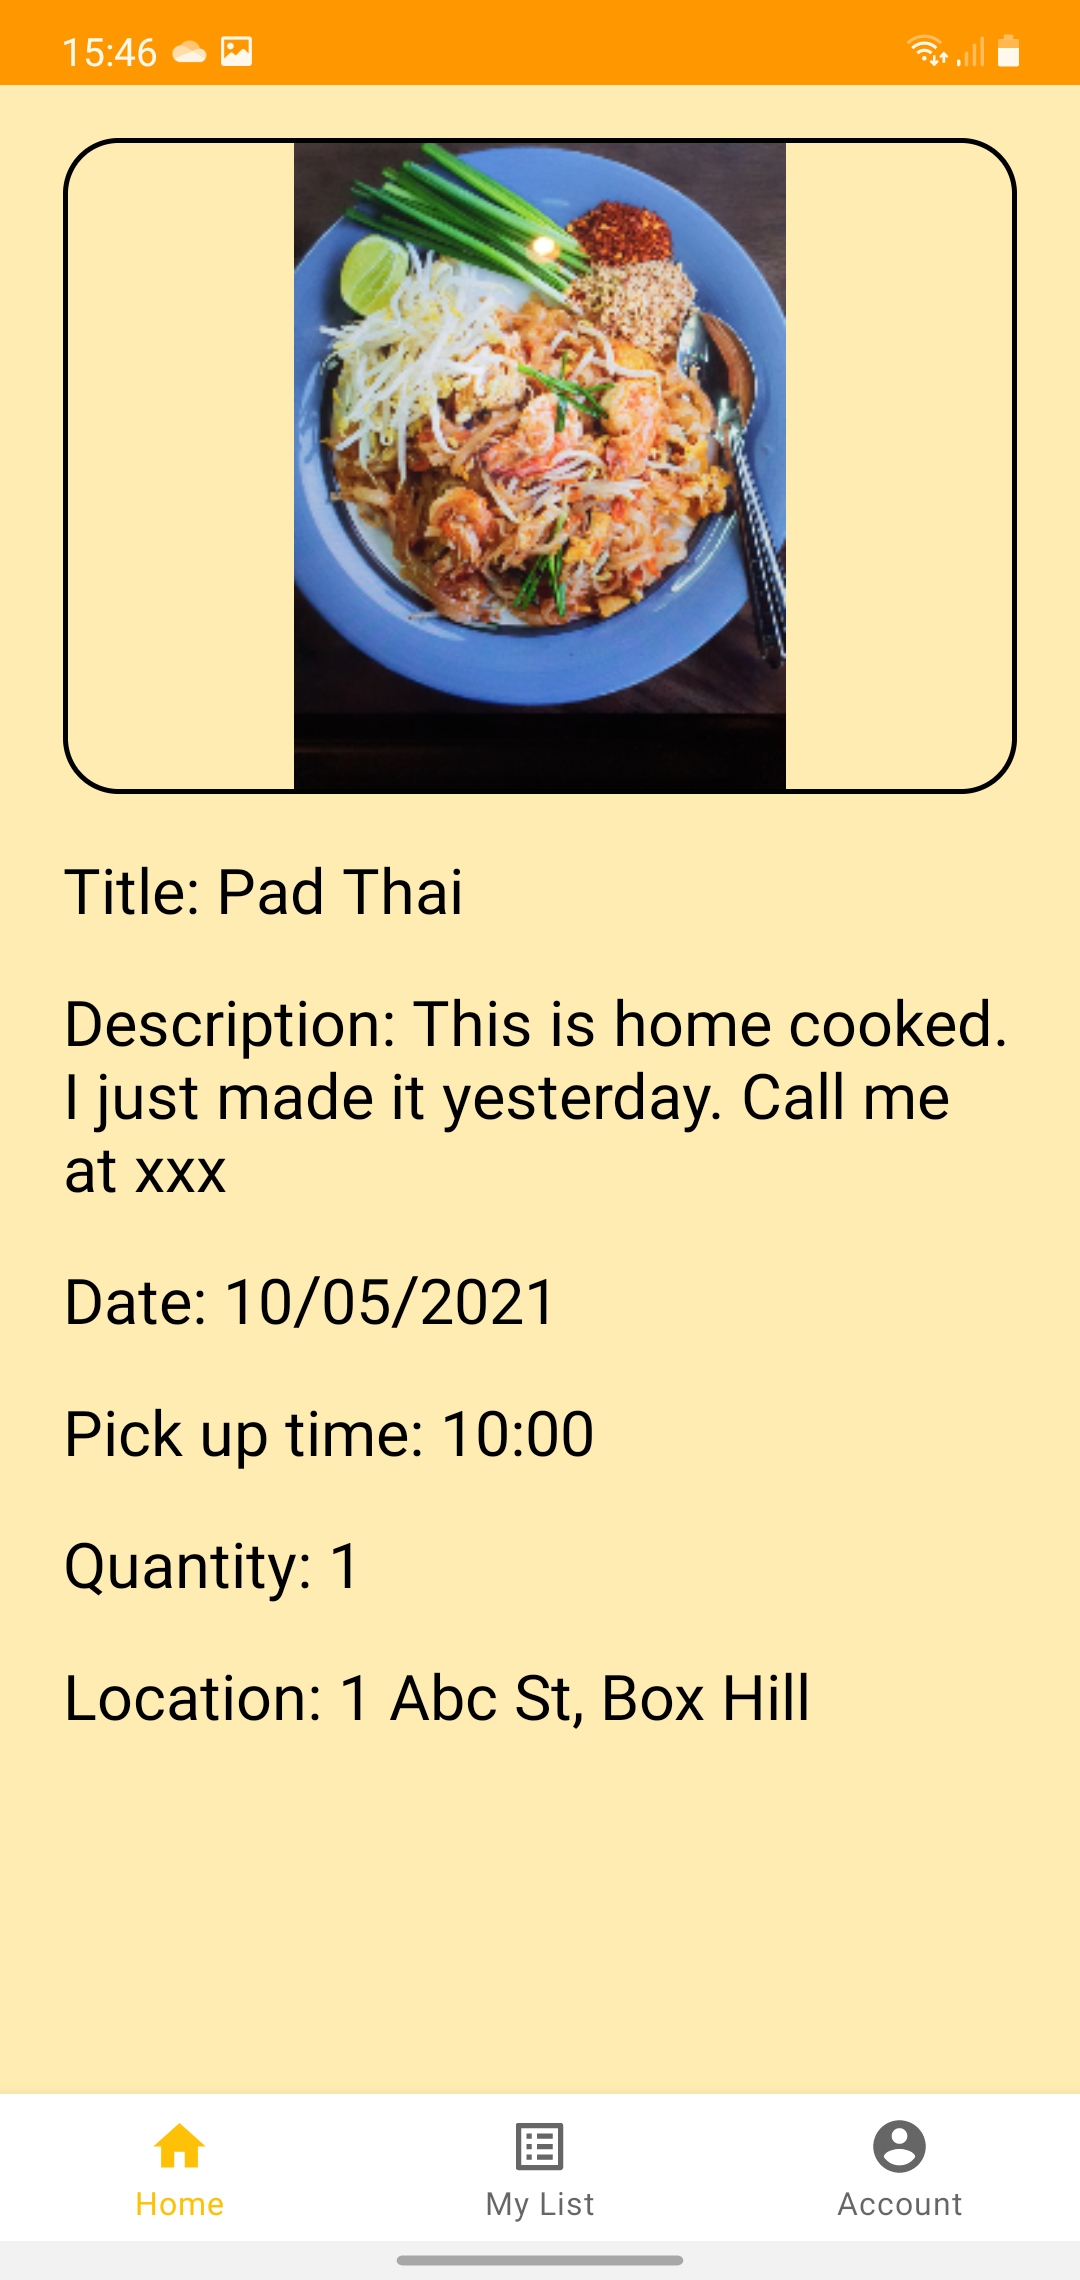 15:46
Title: Pad Thai
Description: This is home cooked.
I just made it yesterday. Call me
at xxx
Date: 10/05/2021
Pick up time: 10:00
Quantity: 1
Location: 1 Abc St, Box Hill
Home
My List
Account